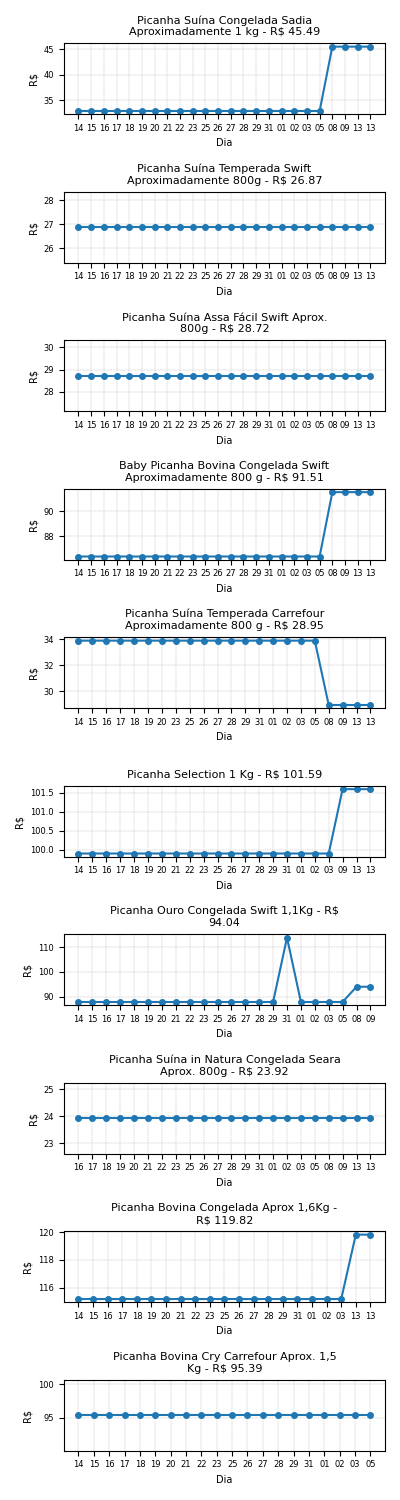 Picanha Suína Congelada Sadia
Aproximadamente 1 kg - R$ 45.49
45
40
35
R$
14 15 16 17 18 19 20 21 22 23 25 26 27 28 29 31 01 02 03 05 08 09 13 13
Dia
Picanha Suína Temperada Swift
Aproximadamente 800g - R$ 26.87
28
27
26
R$
14 15 16 17 18 19 20 21 22 23 25 26 27 28 29 31 01 02 03 05 08 09 13 13
Dia
Picanha Suína Assa Fácil Swift Aprox.
800g - R$ 28.72
30
29
28
R$
14 15 16 17 18 19 20 21 22 23 25 26 27 28 29 31 01 02 03 05 08 09 13 13
Dia
Baby Picanha Bovina Congelada Swift
Aproximadamente 800 g - R$ 91.51
90
88
R$
14 15 16 17 18 19 20 21 22 23 25 26 27 28 29 31 01 02 03 05 08 09 13 13
Dia
Picanha Suína Temperada Carrefour
Aproximadamente 800 g - R$ 28.95
34
32
30
R$
14 15 16 17 18 19 20 23 25 26 27 28 29 31 01 02 03 05 08 09 13 13
Dia
Picanha Selection 1 Kg - R$ 101.59
101.5
101.0
100.5
100.0
R$
14 15 16 17 18 19 20 21 22 23 25 26 27 28 29 31 01 02 03 09 13 13
Dia
Picanha Ouro Congelada Swift 1,1Kg - R$
94.04
110
100
90
R$
14 15 16 17 18 19 20 21 22 23 25 26 27 28 29 31 01 02 03 05 08 09
Dia
Picanha Suína in Natura Congelada Seara
Aprox. 800g - R$ 23.92
25
24
23
R$
16 17 18 19 20 21 22 23 25 26 27 28 29 31 01 02 03 05 08 09 13 13
Dia
Picanha Bovina Congelada Aprox 1,6Kg -
R$ 119.82
120
118
116
R$
14 15 16 17 18 19 20 21 22 23 25 26 27 28 29 31 01 02 03 13 13
Dia
Picanha Bovina Cry Carrefour Aprox. 1,5
Kg - R$ 95.39
100
95
R$
14 15 16 17 18 19 20 21 22 23 25 26 27 28 29 31 01 02 03 05
Dia